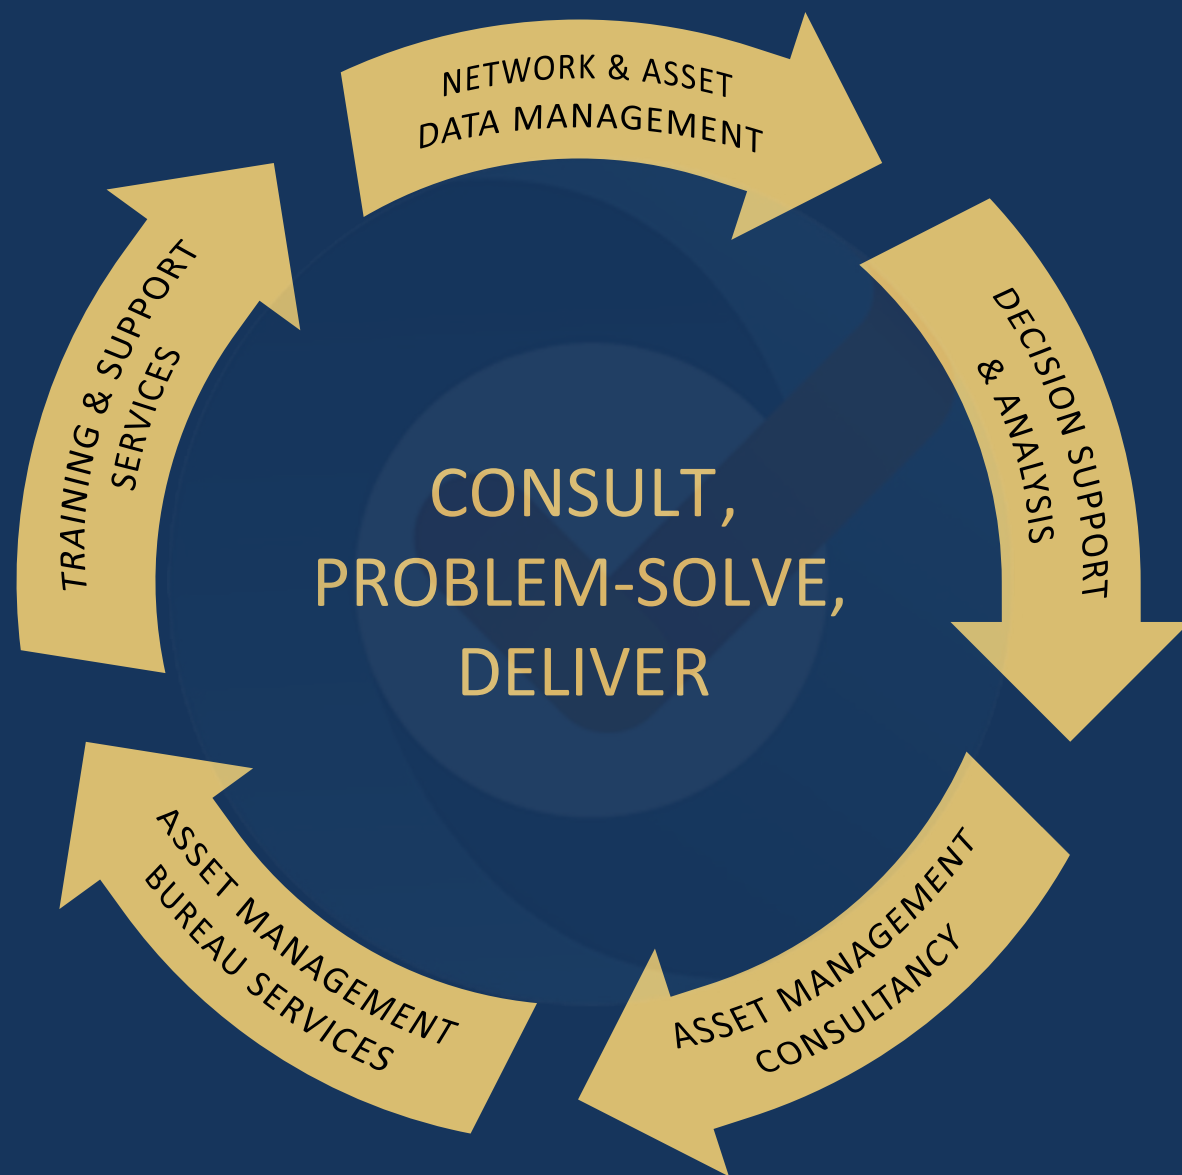 NETWORK & ASSET
DATA MANAGEMENT
DECISION SUPPORT
& ANALYSIS
ASSET MANAGEMENT
CONSULTANCY
ASSET MANAGEMENT
BUREAU SERVICES
TRAINING & SUPPORT
SERVICES
CONSULT,
PROBLEM-SOLVE,
DELIVER